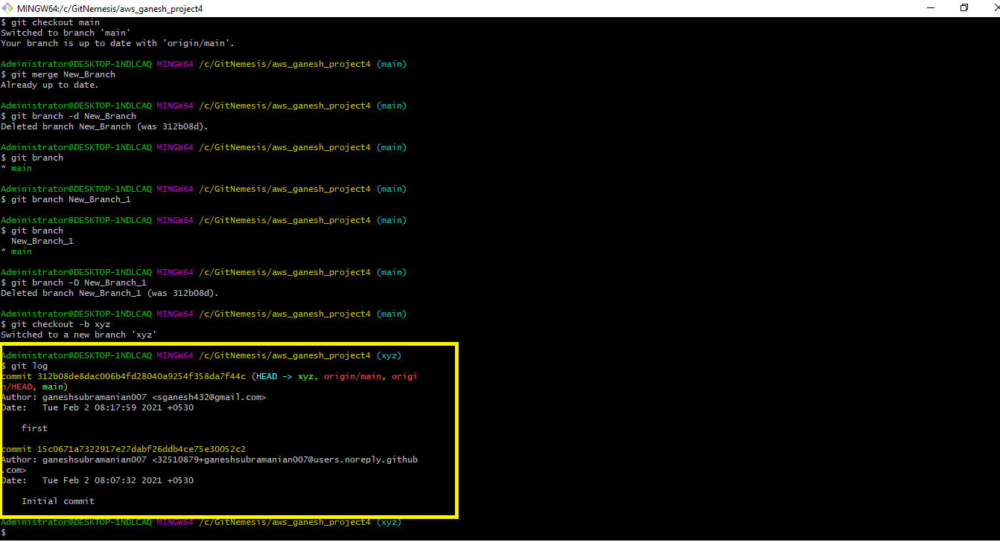 MINGW64:/c/GitNemesis/aws_ganesh_project4
$ git checkout main
Switched to branch 'main'
Your branch is up to date with 'origin/main'.
Administrator@DESKTOP-1NDLCAQ MINGW64 /c/GitNemesis/aws_ganesh_project4 (main)
$ git merge New_Branch
Already up to date.
Administrator@DESKTOP-1NDLCAQ MINGW64 /c/GitNemesis/aws_ganesh_project4 (main)
$ git branch -d New_Branch
Deleted branch New_Branch (was 312b08d).
Administrator@DESKTOP-1NDLCAQ MINGW64 /c/GitNemesis/aws_ganesh_project4 (main)
$ git branch
* main
Administrator@DESKTOP-1NDLCAQ MINGW64 /c/GitNemesis/aws_ganesh_project4 (main)
$ git branch New_Branch_1
Administrator@DESKTOP-1NDLCAQ MINGW64 /c/GitNemesis/aws_ganesh_project4 (main)
$ git branch
  New_Branch_1
* main
Administrator@DESKTOP-1NDLCAQ MINGW64 /c/GitNemesis/aws_ganesh_project4 (main)
$ git branch -D New_Branch_1
Deleted branch New_Branch_1 (was 312b08d).
Administrator@DESKTOP-1NDLCAQ MINGW64 /c/GitNemesis/aws_ganesh_project4 (main)
$ git checkout -b xyz
Switched to a new branch 'xyz'
Administrator@DESKTOP-1NDLCAQ MINGW64 /c/GitNemesis/aws_ganesh_project4 (xyz)
$ git log
commit 312b08de8dac006b4fd28040a9254f358da7f44c (HEAD -> xyz, origin/main, origi
n/HEAD, main)
Author: ganeshsubramanian007 <sganesh432@gmail.com>
Date:   Tue Feb 2 08:17:59 2021 +0530
    first
commit 15c0671a7322917e27dabf26ddb4ce75e30052c2
Author: ganeshsubramanian007 <32510879+ganeshsubramanian007@users.noreply.github
.com>
Date:   Tue Feb 2 08:07:32 2021 +0530
    Initial commit
Administrator@DESKTOP-1NDLCAQ MINGW64 /c/GitNemesis/aws_ganesh_project4 (xyz)
$